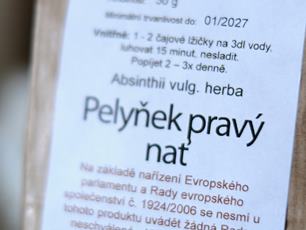 50 g
Minimální trvanlivost do: 01/2027
Vnitřně: 1 - 2 čajové lžičky na 3dl vody.
luhovat 15 minut, nesladit.
Popíjet 2 – 3x denně.
Absinthii vulg. herba
Pelyňek pravý
nať
Na základě nařízení Evropského
parlamentu a Rady evropského
společenství č. 1924/2006 se nesmí u
tohoto produktu uvádět žádná
neschválená